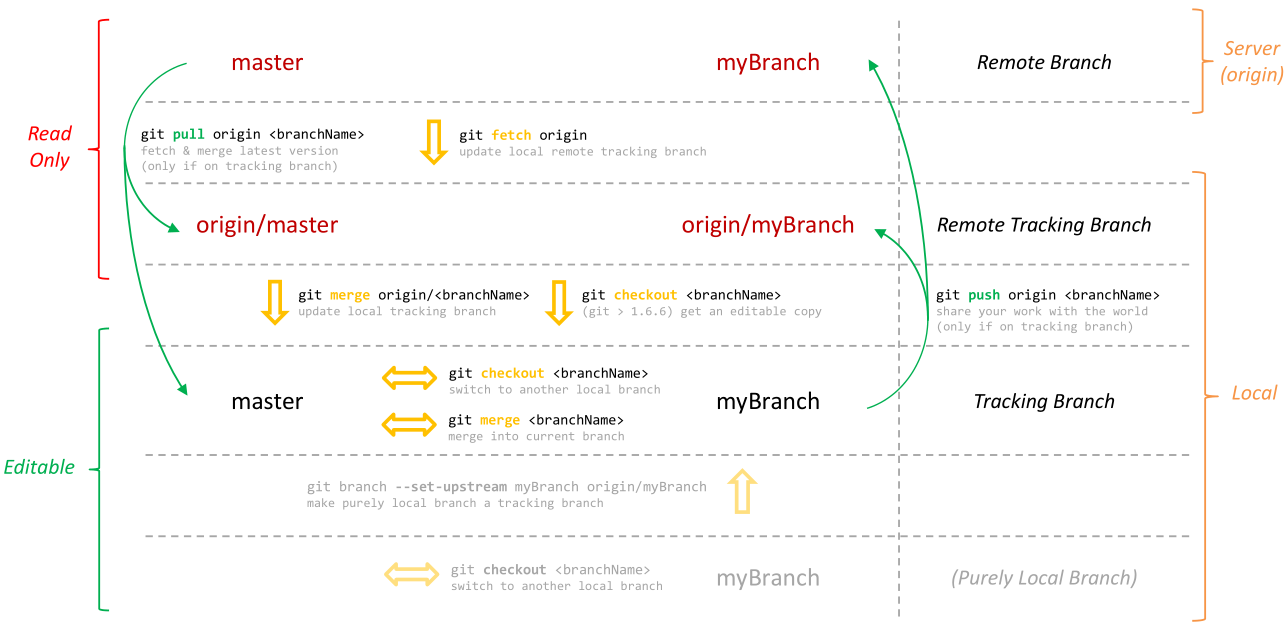 master
myBranch
Remote Branch
Server
(origin)
Read
Only
git pull origin <branchName>
fetch & merge latest version
(only if on tracking branch)
git fetch origin
update local remote tracking branch
origin/master
origin/myBranch
Remote Tracking Branch
git merge origin/<branchName>
update local tracking branch
git checkout <branchName>
(git > 1.6.6) get an editable copy
git push origin <branchName>
share your work with the world
(only if on tracking branch)
master
git checkout <branchName>
switch to another local branch
git merge <branchName>
merge into current branch
myBranch
Tracking Branch
Local
Editable
git branch --set-upstream myBranch origin/myBranch
make purely local branch a tracking branch
git checkout <branchName>
switch to another local branch
myBranch
(Purely Local Branch)